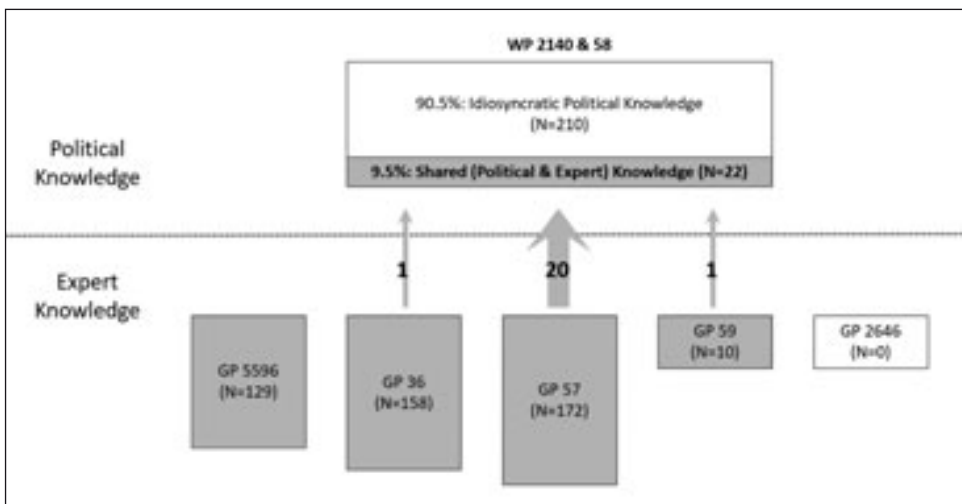 WP 2140 & 58
90.5%: Idiosyncratic Political Knowledge
(N=210)
Political
Knowledge
9.5%: Shared (Political & Expert) Knowledge (N=22)
1
20
1
Expert
Knowledge
GP 5596
(N=129)
GP 36
(N=158)
GP 57
(N=172)
GP 59
(N=10)
GP 2646
(N=0)